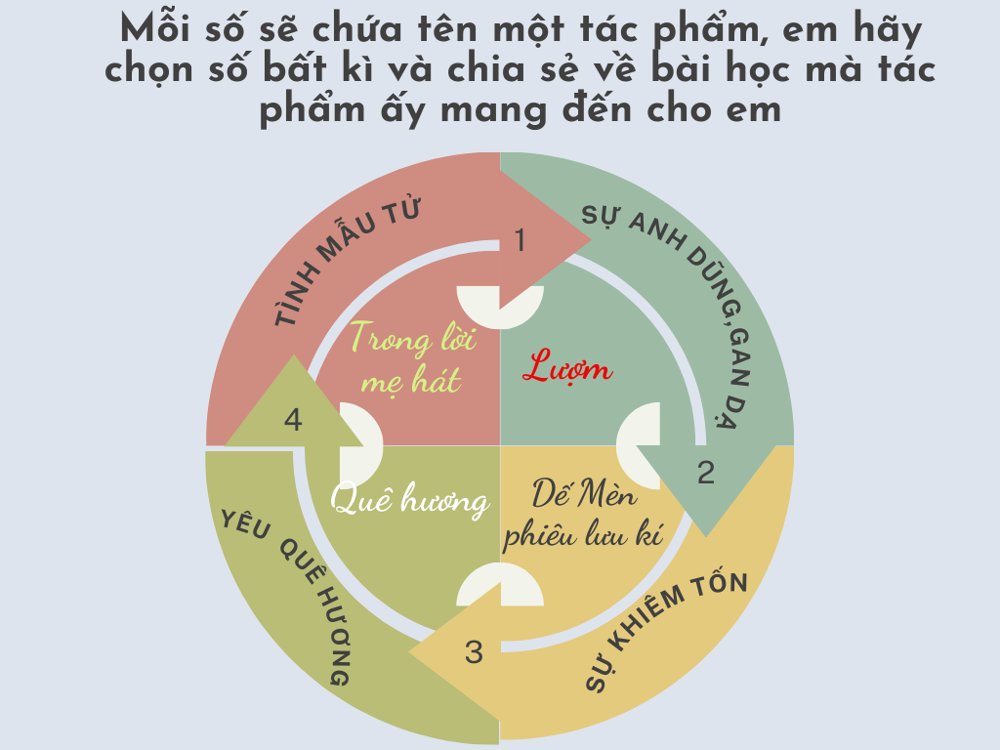 Mỗi số sẽ chứa tên một tác phẩm, em hãy
chọn số bất kì và chia sẻ về bài học mà tác
phẩm ấy mang đến cho em
TÌNH MẪU TỬ
1
SỰ ANH DŨNG,GAN DẠ
Trong lời
mẹ hát
Lượm
4
2
Quê hương
Dế Mèn
phiêu lưu kí
YÊU QUÊ HƯƠNG
3
SỰ KHIÊM TỐN